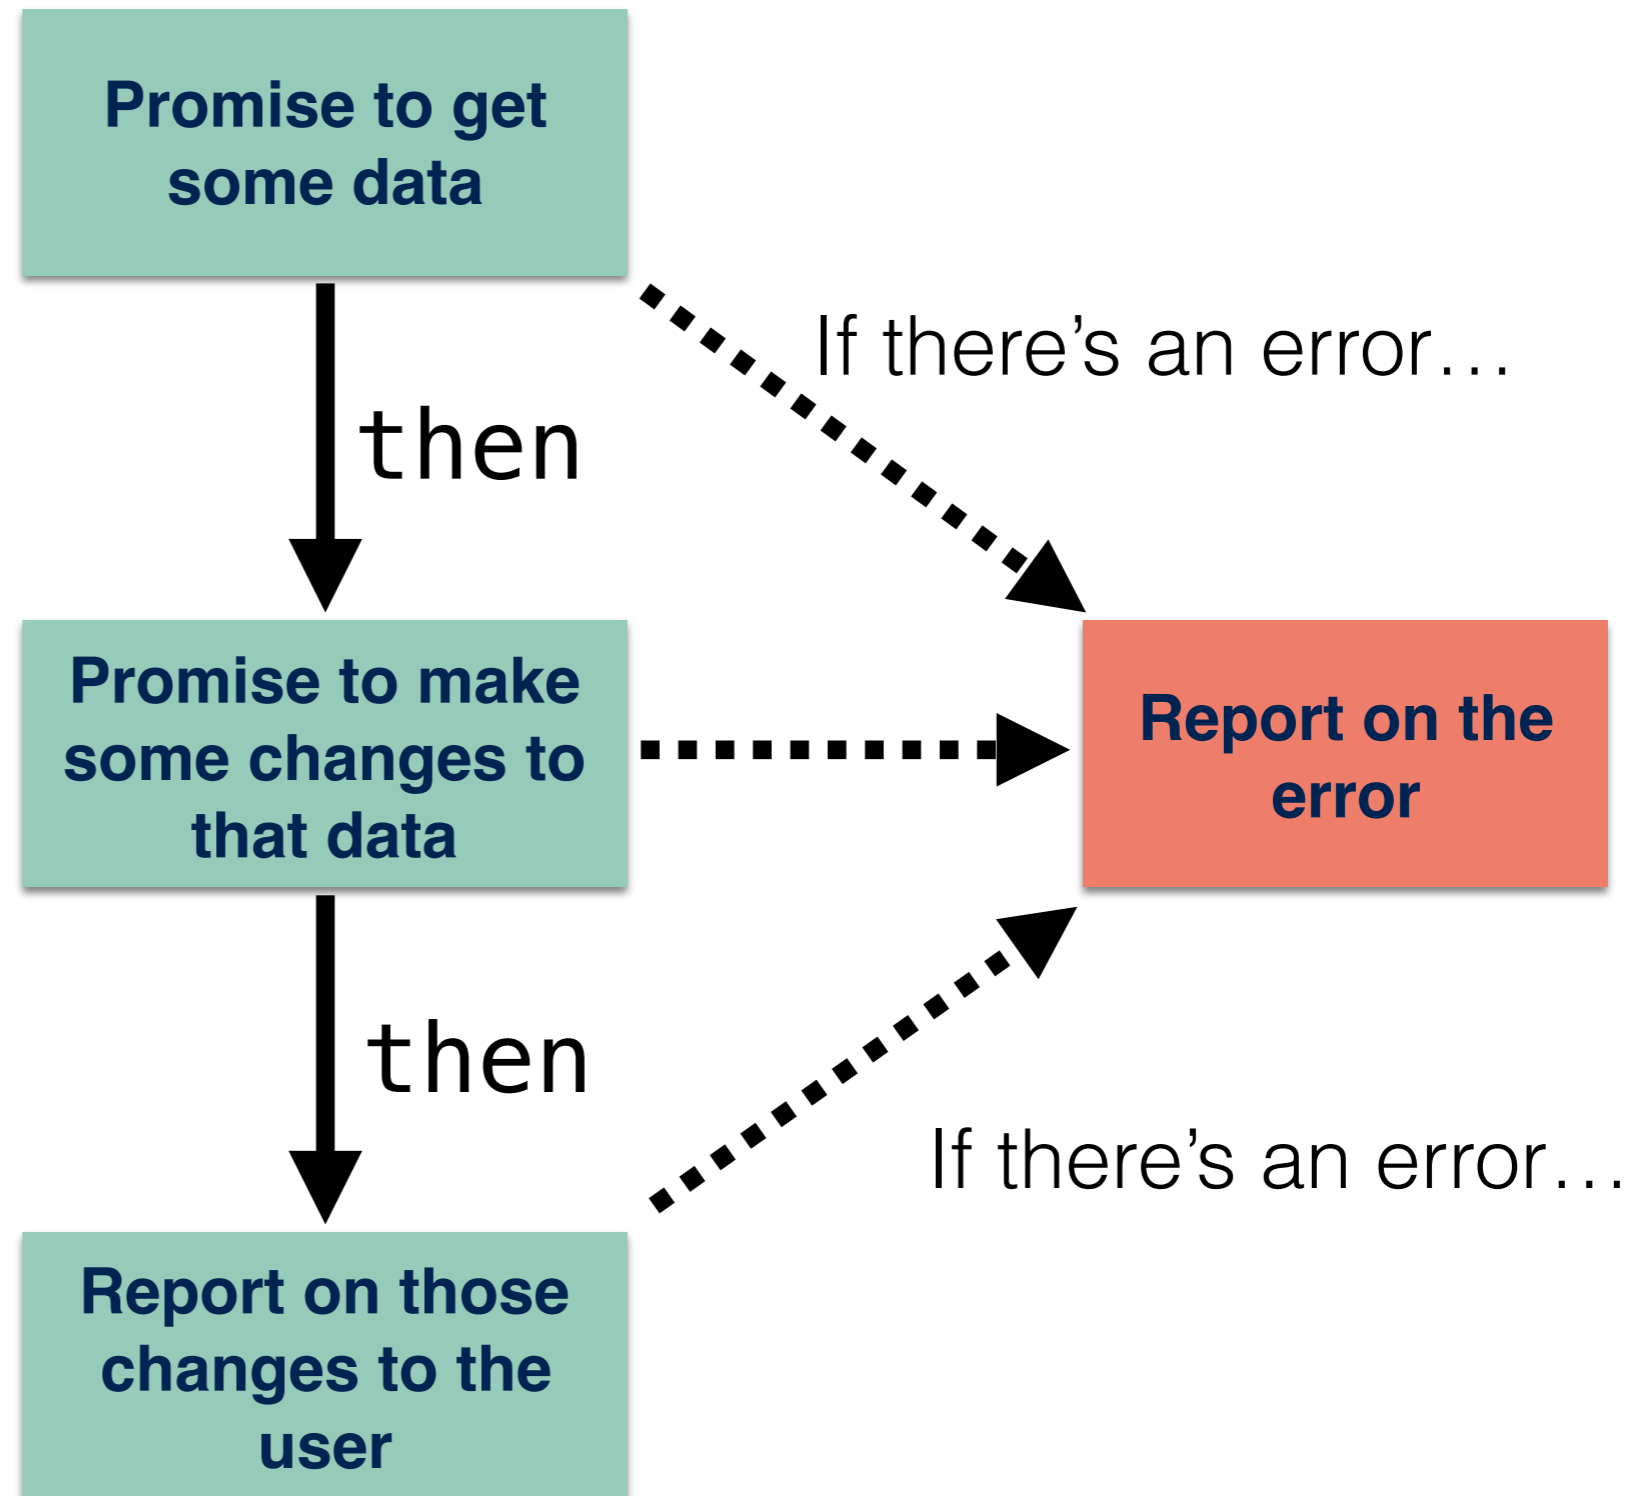 Promise to get
some data
If there’s an error…
then
Promise to make
some changes to
that data
Report on the
error
then
If there’s an error…
Report on those
changes to the
user